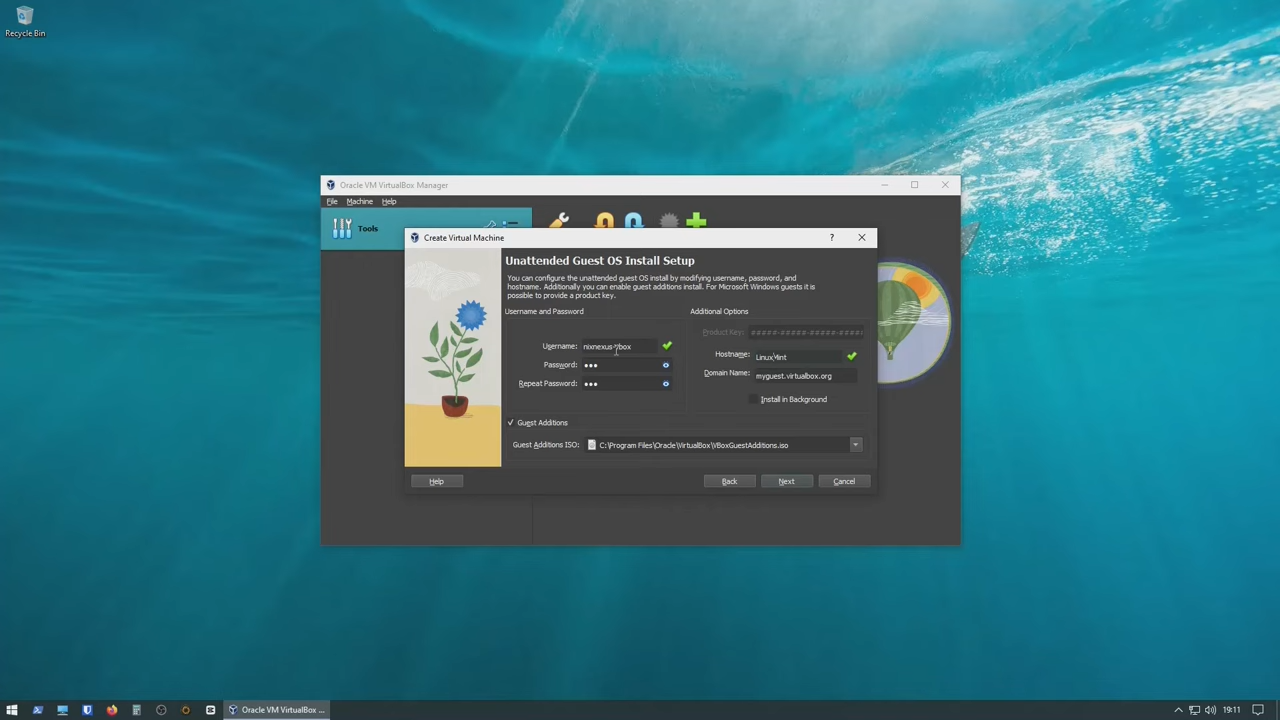 Recycle Bin
Oracle VM VirtualBox Manager
File Machine Help
Tools
Create Virtual Machine
?
Unattended Guest OS Install Setup
You can configure the unattended guest OS install by modifying username, password, and
hostname. Additionally you can enable guest additions install. For Microsoft Windows guests it is
possible to provide a product key.
Username and Password
Additional Options
Username: nixnexus-vbox
Password: •••
Repeat Password: •••
Product Key: #####-#####-#####-#####-
Hostname: LinuxMint
Domain Name: myguest.virtualbox.org
Install in Background
Guest Additions
Guest Additions ISO: C:\Program Files\Oracle\VirtualBox\VBoxGuestAdditions.iso
Help Back Next Cancel
Oracle VM VirtualBox ...
19:11